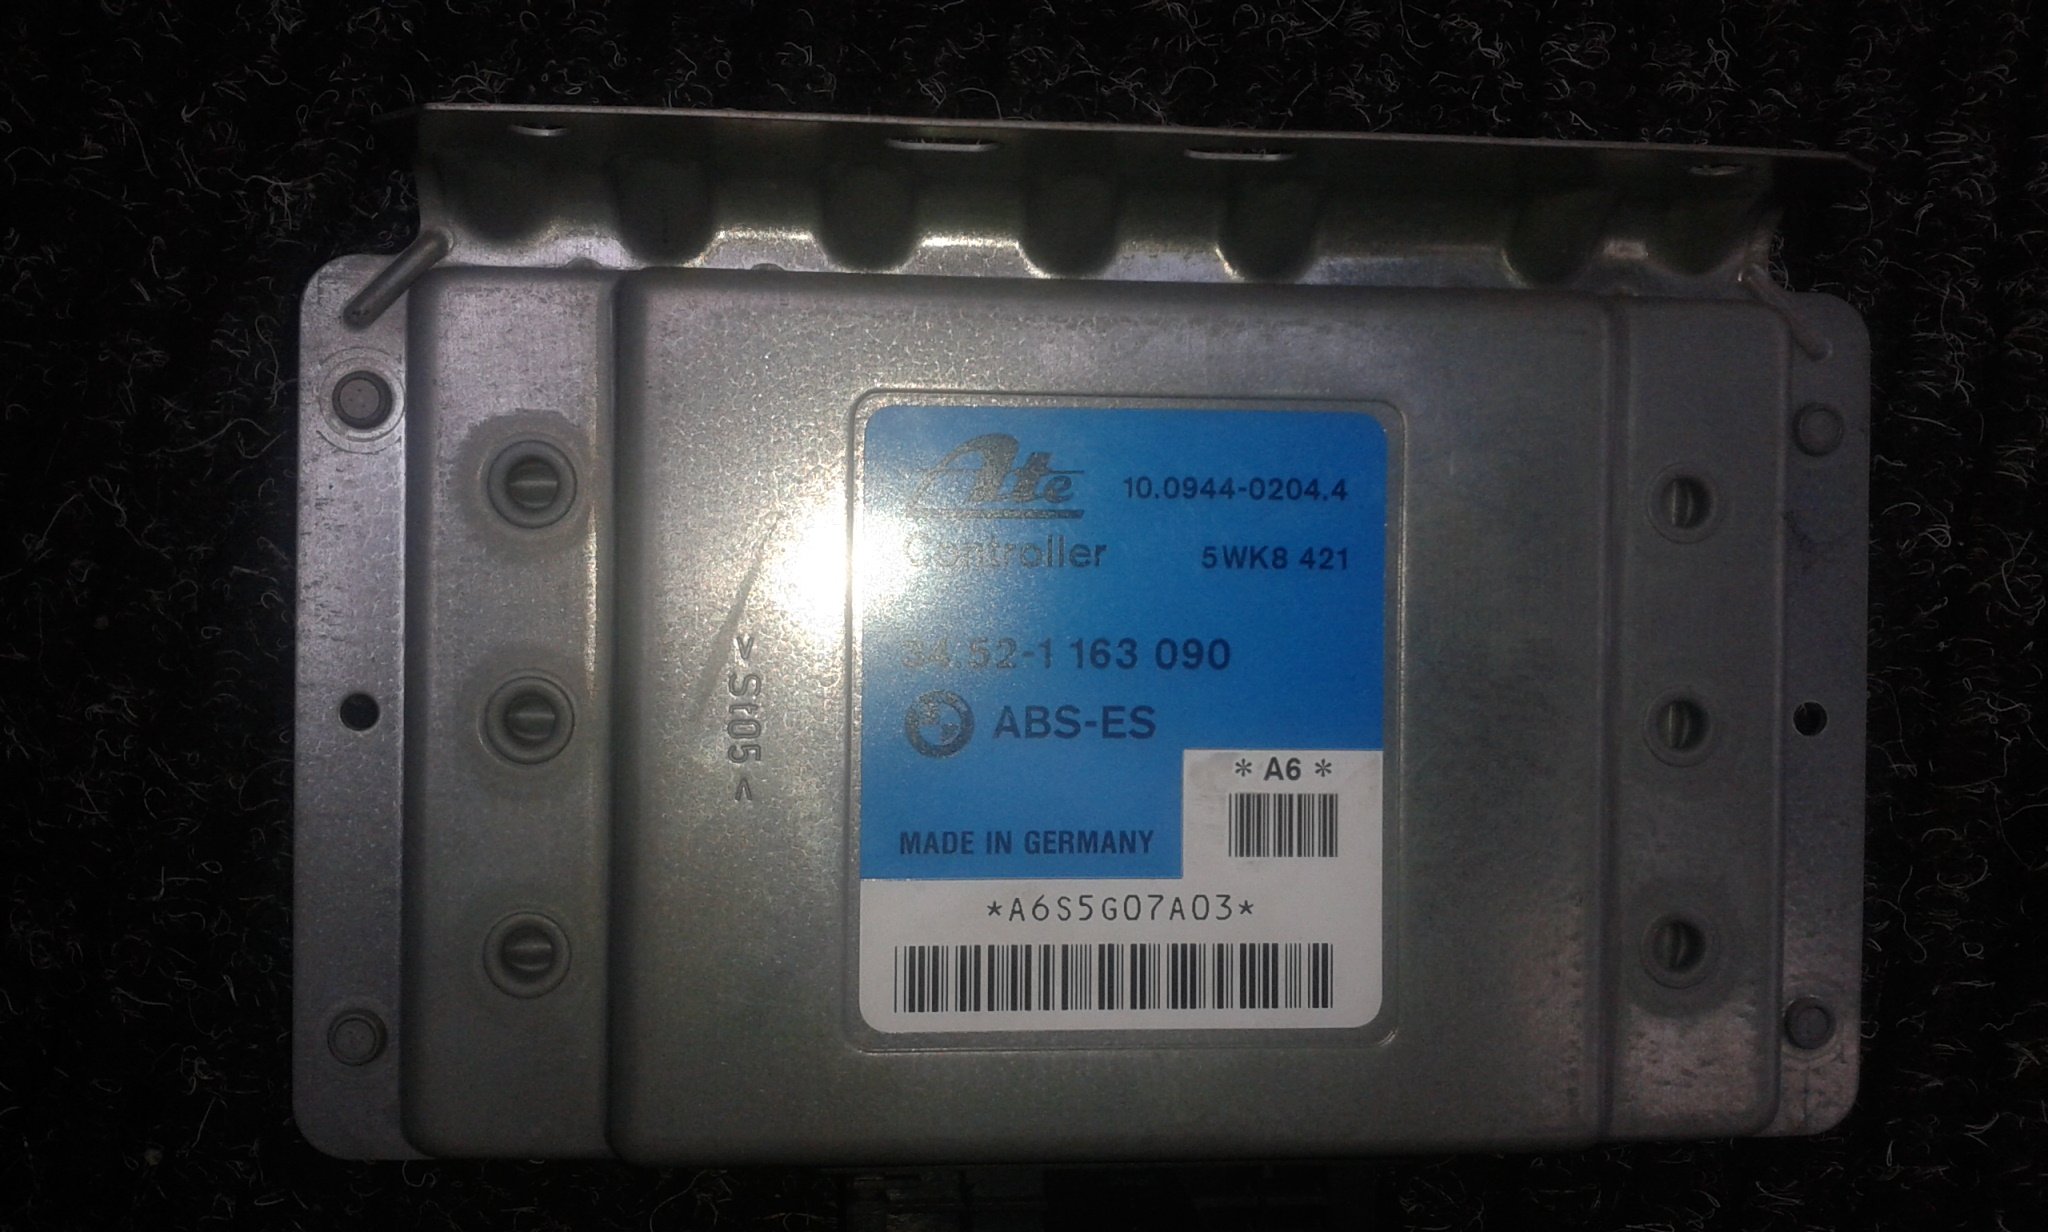 Ate 10.0944-0204.4
Controller 5WK8 421
34.52-1 163 090
ABS-ES
* A6 *
MADE IN GERMANY
*A6S5G07A03*
>St05<